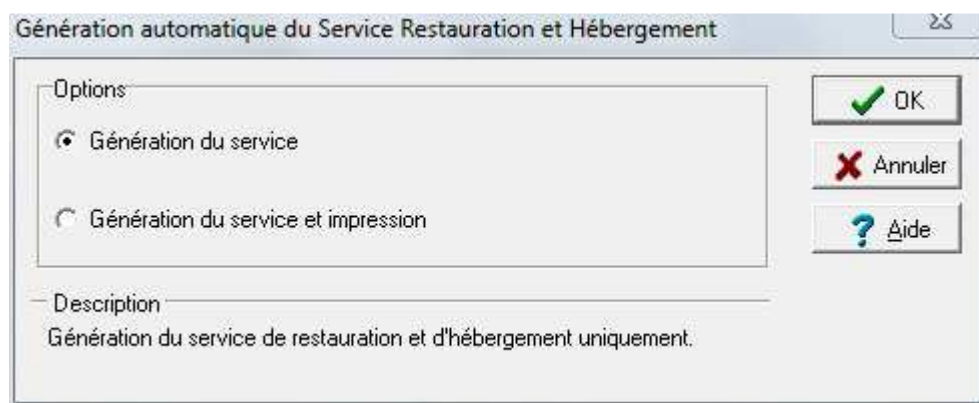 Génération automatique du Service Restauration et Hébergement
Options
Génération du service
Génération du service et impression
OK
Annuler
Aide
Description
Génération du service de restauration et d'hébergement uniquement.